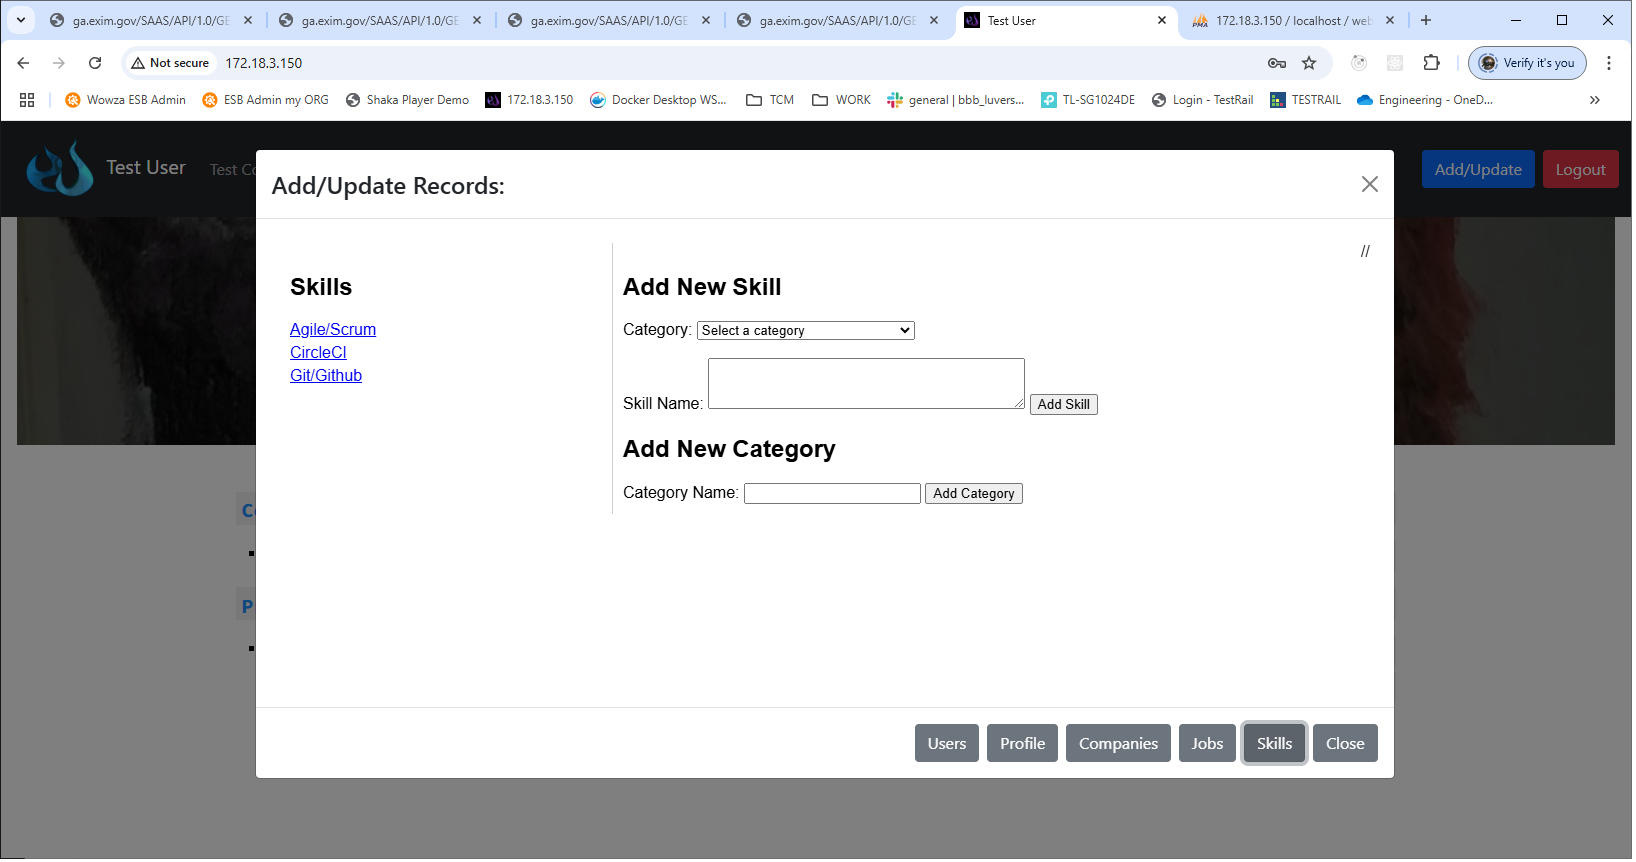 ga.exim.gov/SAAS/API/1.0/GE
ga.exim.gov/SAAS/API/1.0/GE
ga.exim.gov/SAAS/API/1.0/GE
ga.exim.gov/SAAS/API/1.0/GE
Test User
PMA 172.18.3.150 / localhost / web
Not secure 172.18.3.150
Verify it's you
Wowza ESB Admin
ESB Admin my ORG
Shaka Player Demo
172.18.3.150
Docker Desktop WS...
TCM
WORK
general | bbb_luvers...
TL-SG1024DE
Login - TestRail
TESTRAIL
Engineering - OneD...
Test User
Test Co
Add/Update
Logout
Add/Update Records:
//
Skills
Agile/Scrum
CircleCI
Git/Github
Add New Skill
Category: Select a category
Skill Name: Add Skill
Add New Category
Category Name: Add Category
Users Profile Companies Jobs Skills Close